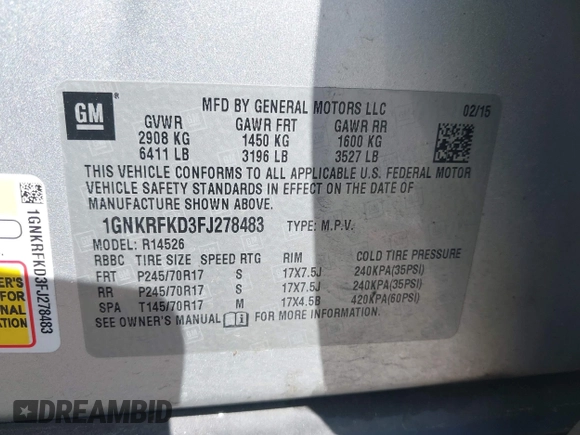 GM
MFD BY GENERAL MOTORS LLC
02/15
GVWR GAWR FRT GAWR RR
2908 KG 1450 KG 1600 KG
6411 LB 3196 LB 3527 LB
THIS VEHICLE CONFORMS TO ALL APPLICABLE U.S. FEDERAL MOTOR
VEHICLE SAFETY STANDARDS IN EFFECT ON THE DATE OF
MANUFACTURE SHOWN ABOVE.
1GNKRFKD3FJ278483 TYPE: M.P.V.
MODEL: R14526
RBBC TIRE SIZE SPEED RTG RIM COLD TIRE PRESSURE
FRT P245/70R17 S 17X7.5J 240KPA(35PSI)
RR P245/70R17 S 17X7.5J 240KPA(35PSI)
SPA T145/70R17 M 17X4.5B 420KPA(60PSI)
SEE OWNER'S MANUAL FOR MORE INFORMATION
1GNKRFKD3FJ278483
NER'S
FOR
NAL
TION
DREAMBID